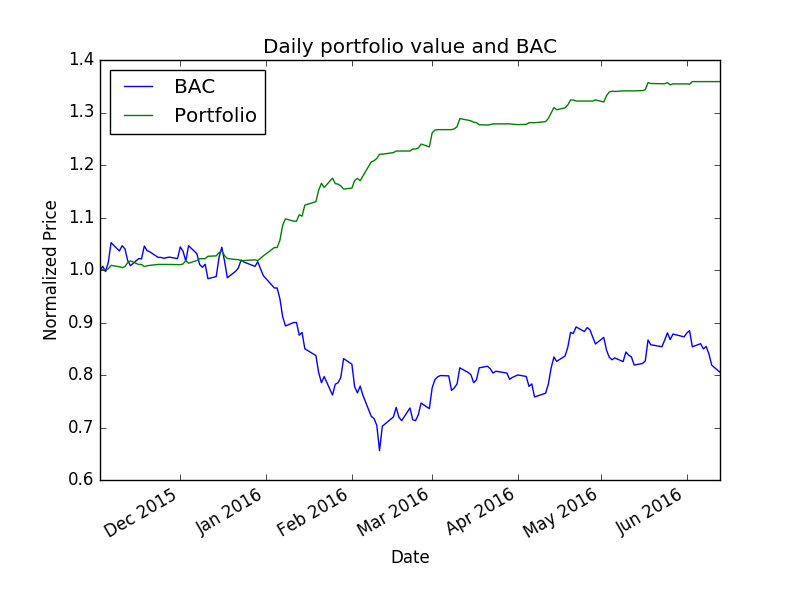 Daily portfolio value and BAC
BAC
Portfolio
Normalized Price
1.4
1.3
1.2
1.1
1.0
0.9
0.8
0.7
0.6
Dec 2015
Jan 2016
Feb 2016
Mar 2016
Apr 2016
May 2016
Jun 2016
Date